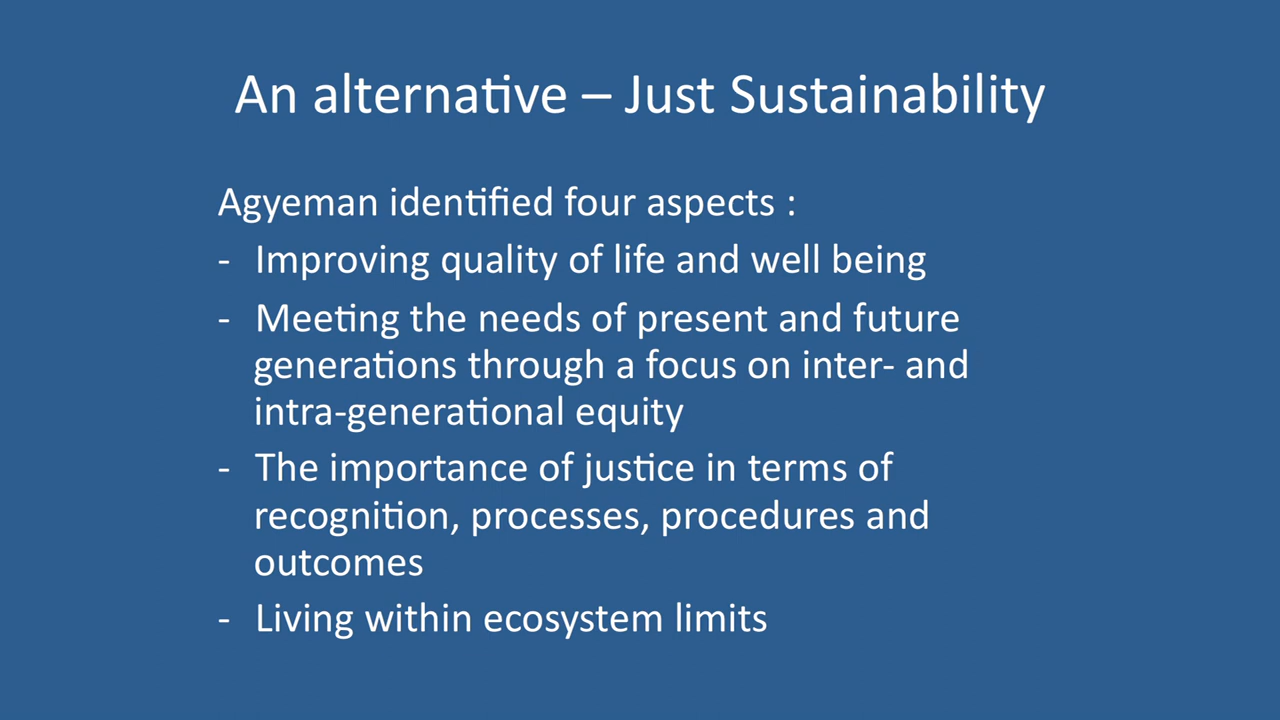 An alternative – Just Sustainability
Agyeman identified four aspects :
- Improving quality of life and well being
- Meeting the needs of present and future
generations through a focus on inter- and
intra-generational equity
- The importance of justice in terms of
recognition, processes, procedures and
outcomes
- Living within ecosystem limits